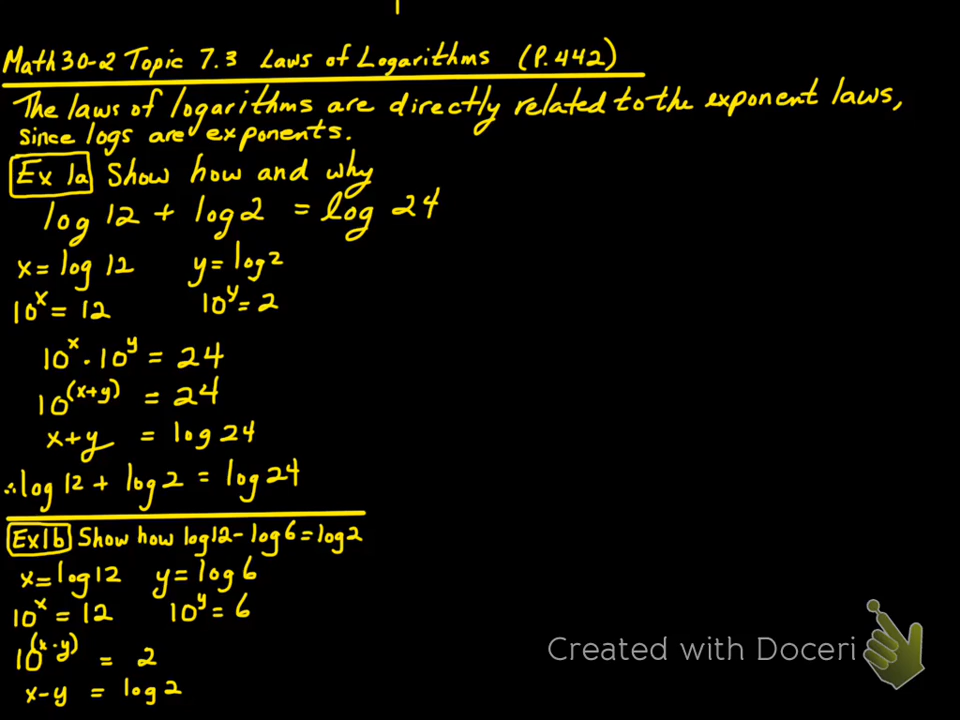 Math 30-2 Topic 7.3 Laws of Logarithms (P.442)
The laws of logarithms are directly related to the exponent laws,
since logs are exponents.
Ex 1a Show how and why
log 12 + log 2 = log 24
x = log 12 y = log 2
10^x = 12 10^y = 2
10^x · 10^y = 24
10^(x+y) = 24
x+y = log 24
∴ log 12 + log 2 = log 24
Ex 1b Show how log 12 - log 6 = log 2
x = log 12 y = log 6
10^x = 12 10^y = 6
10^(x-y) = 2
x-y = log 2
Created with Doceri